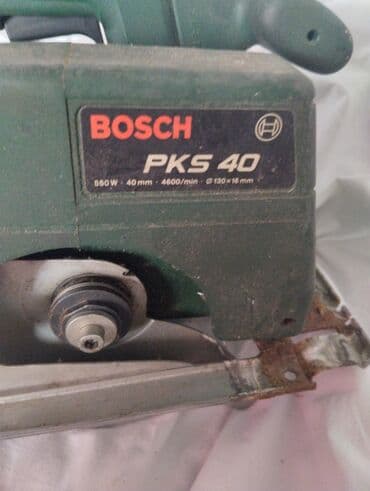 BOSCH
PKS 40
550 W · 40 mm · 4600/min · Ø 130 × 16 mm